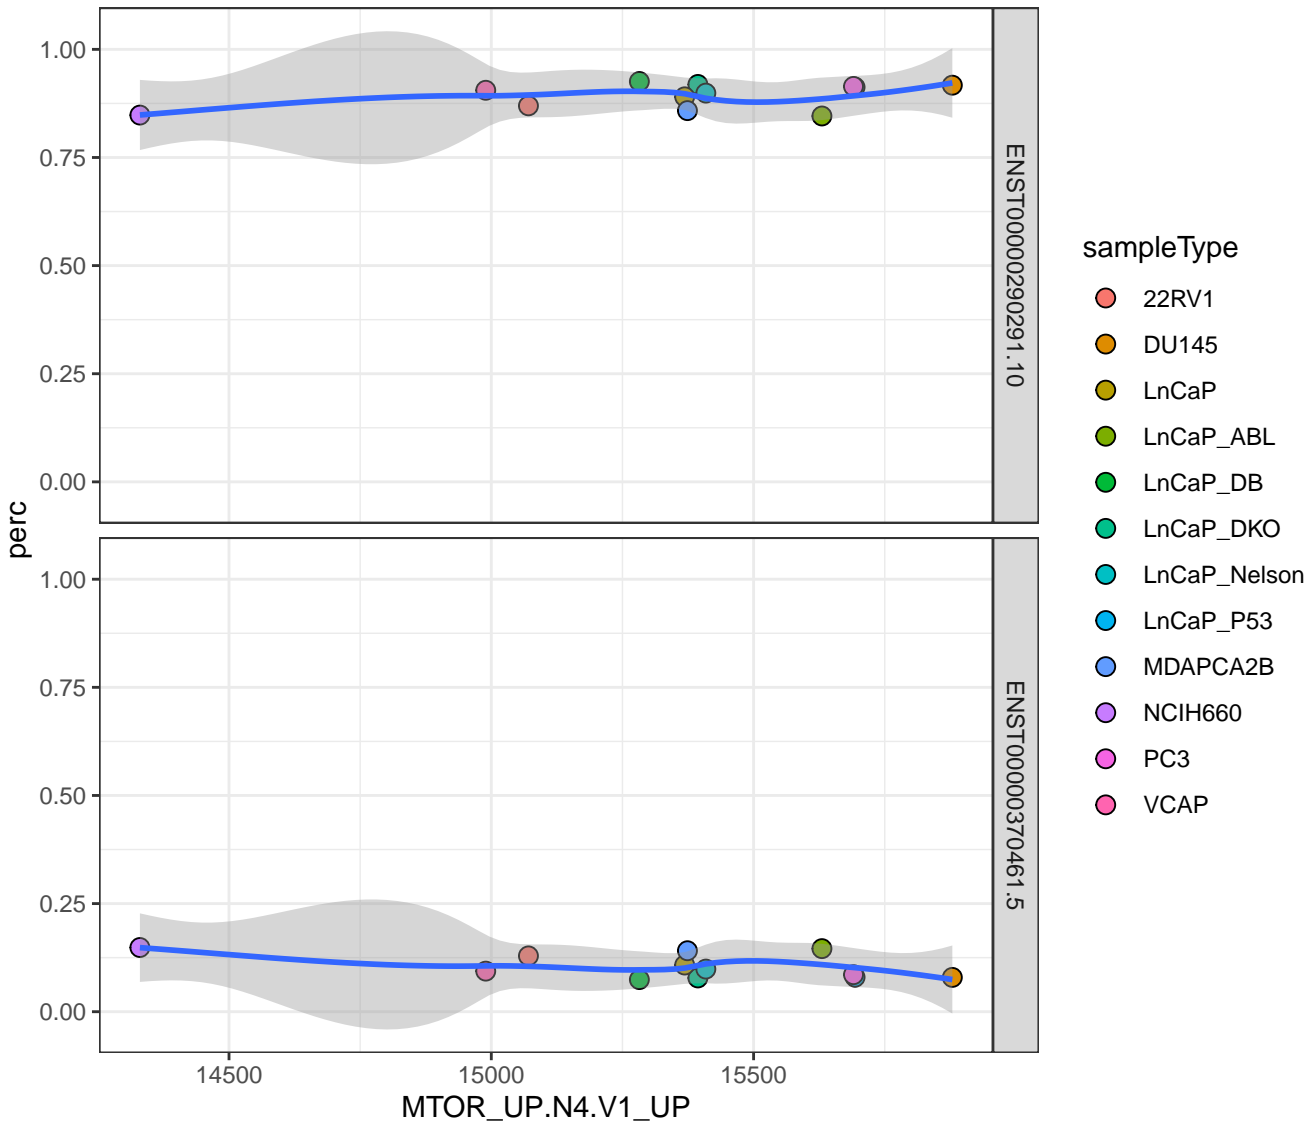 1.00
0.75
0.50
0.25
0.00
ENST00000290291.10
1.00
0.75
0.50
0.25
0.00
ENST00000370461.5
perc
14500
15000
15500
MTOR_UP.N4.V1_UP
sampleType
22RV1
DU145
LnCaP
LnCaP_ABL
LnCaP_DB
LnCaP_DKO
LnCaP_Nelson
LnCaP_P53
MDAPCA2B
NCIH660
PC3
VCAP